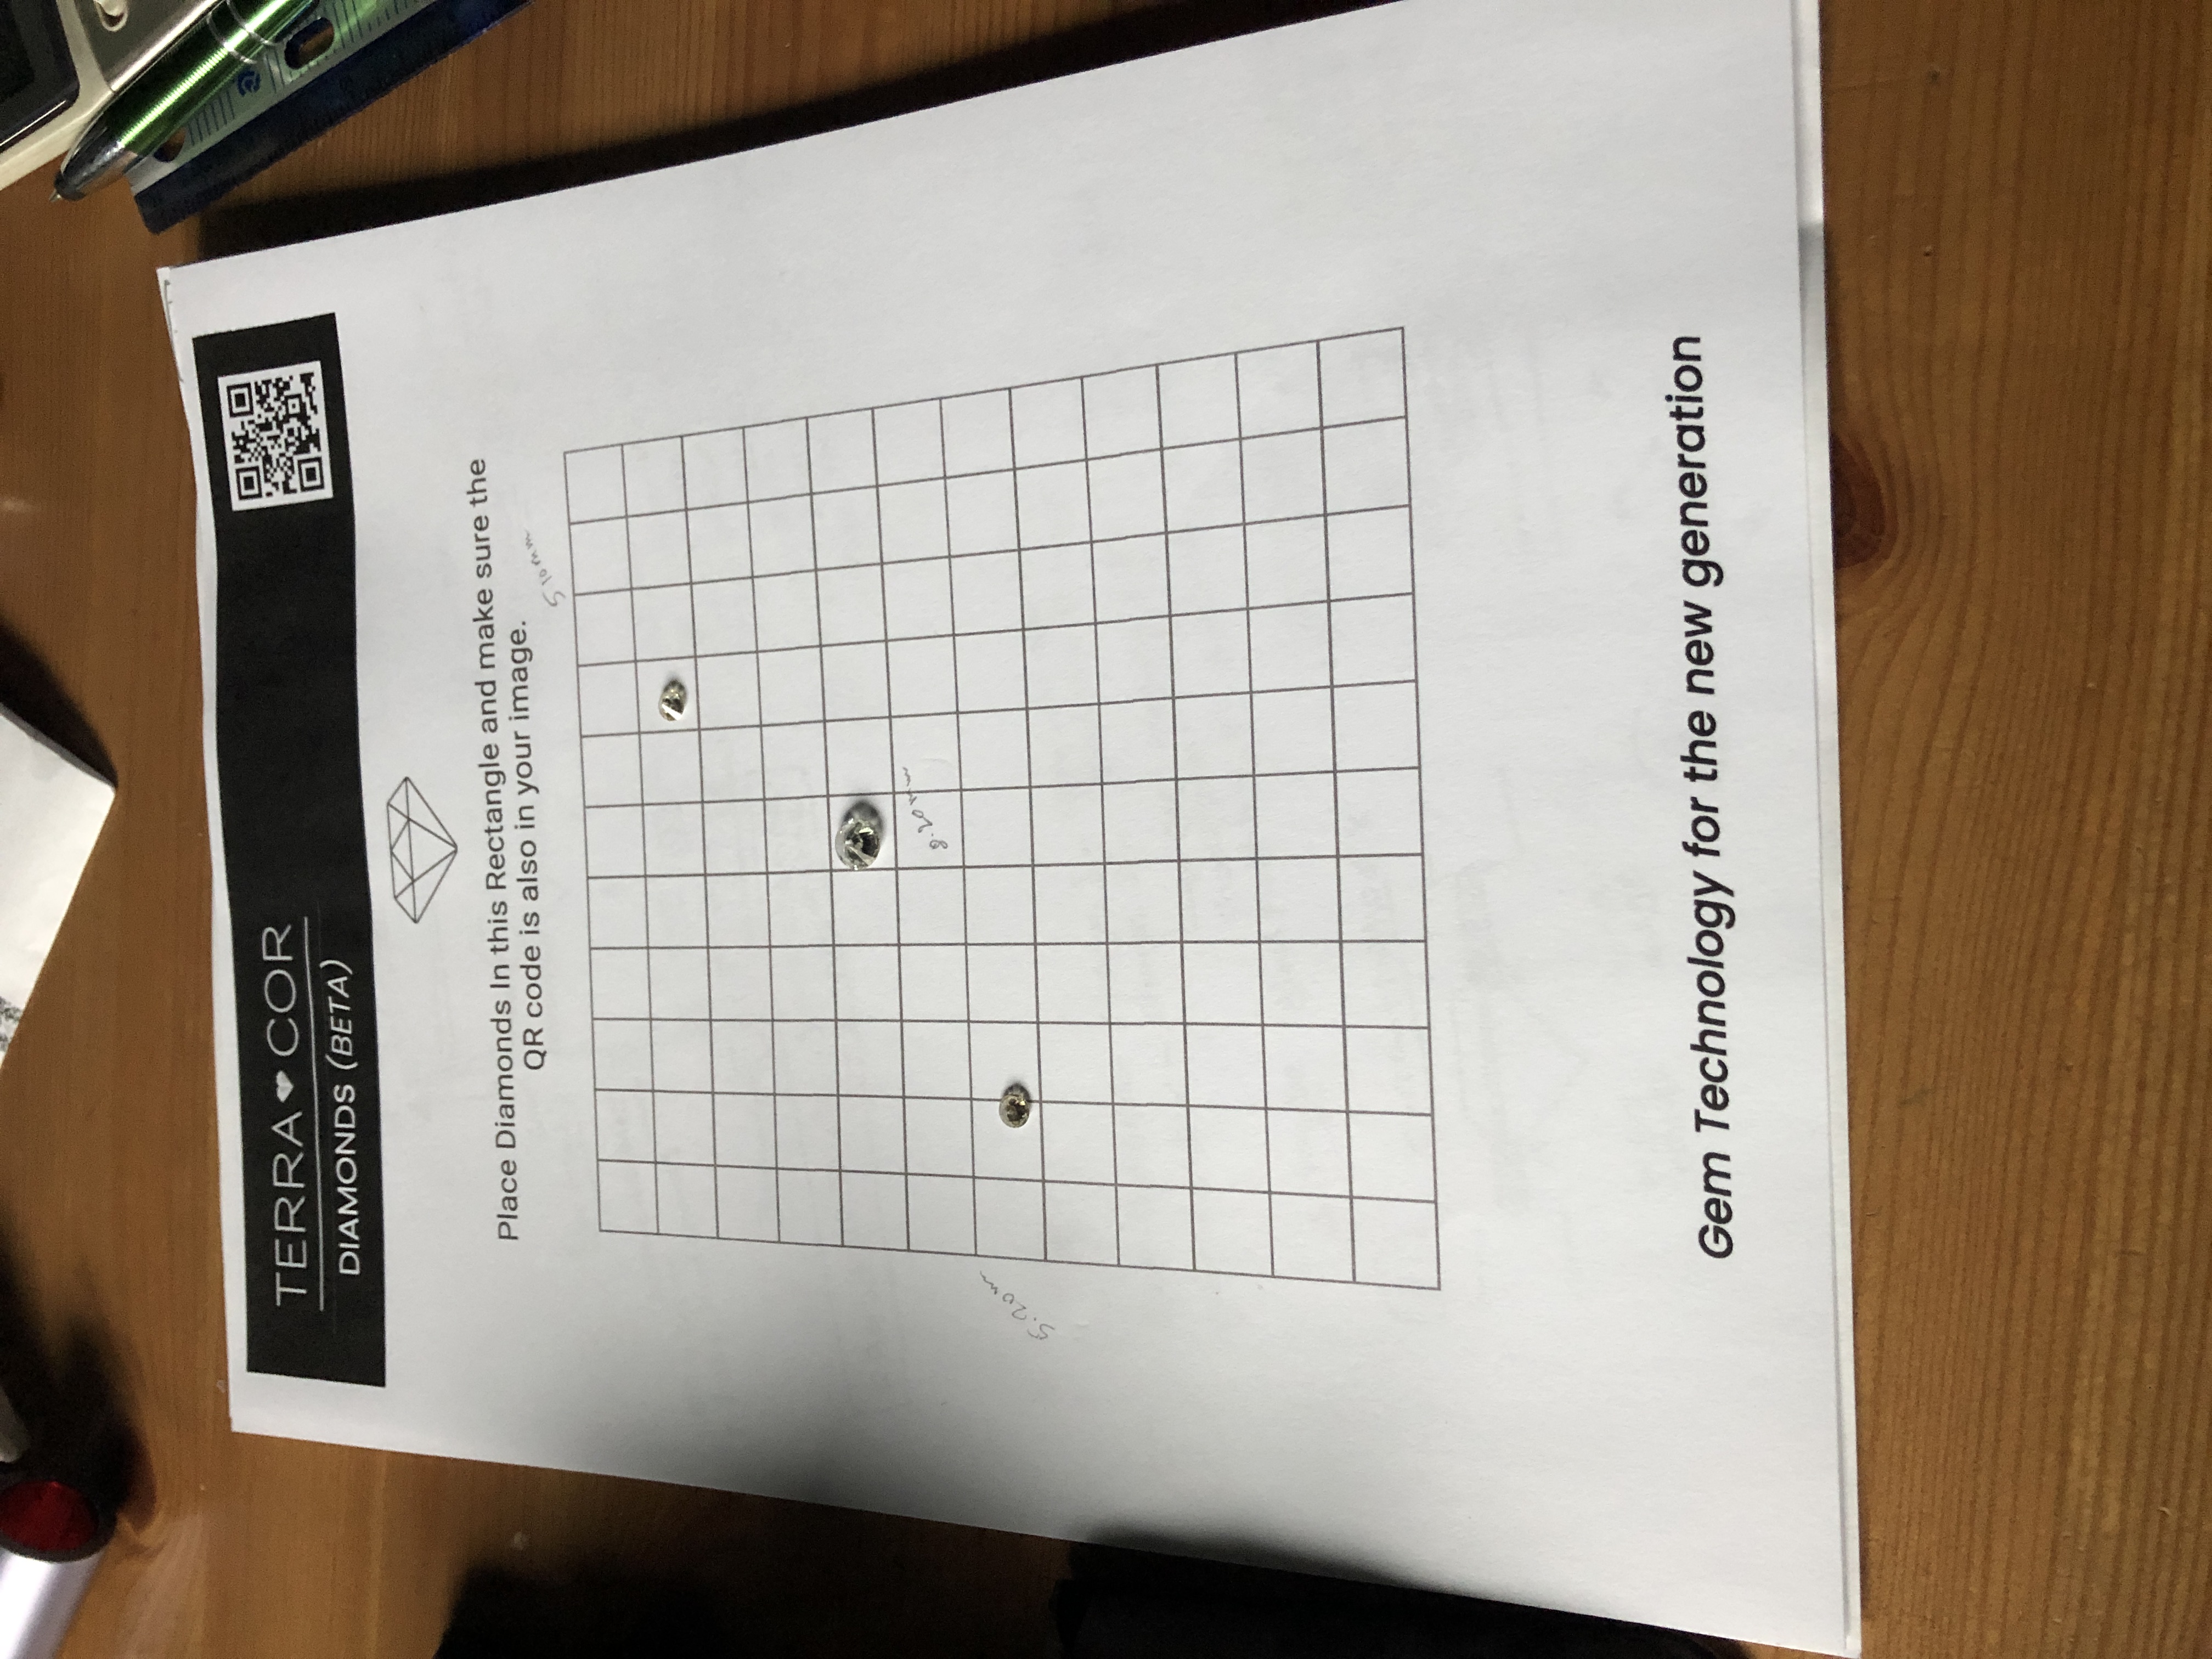 TERRA COR
DIAMONDS (BETA)
Place Diamonds In this Rectangle and make sure the
QR code is also in your image.
5 10mm
8.20mm
5.20m
Gem Technology for the new generation